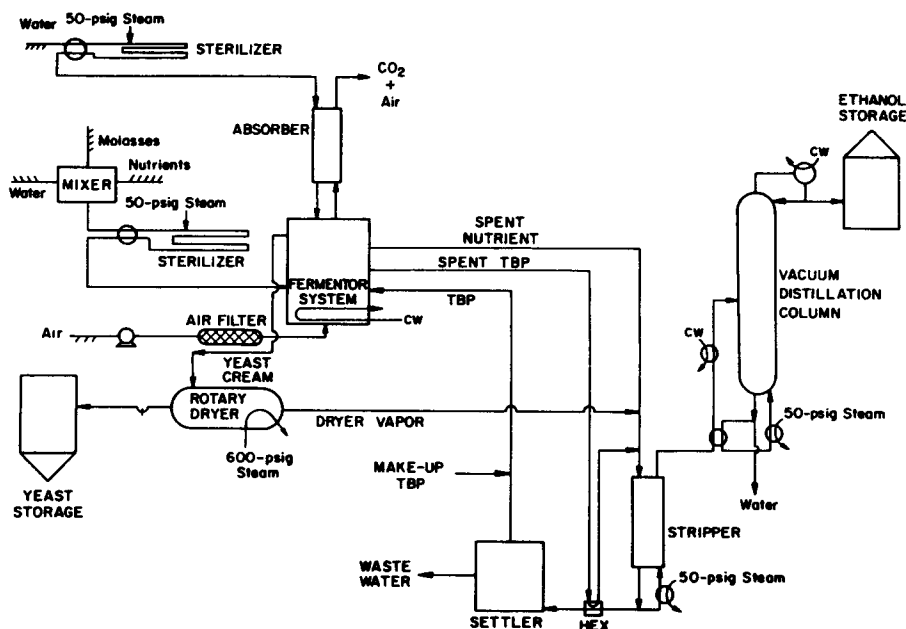 50-psig Steam
Water
STERILIZER
CO2
+
Air
ABSORBER
Molasses
Nutrients
MIXER
Water
50-psig Steam
STERILIZER
SPENT
NUTRIENT
SPENT TBP
TBP
FERMENTOR
SYSTEM
CW
AIR FILTER
Air
YEAST
CREAM
ROTARY
DRYER
DRYER VAPOR
600-psig
Steam
YEAST
STORAGE
MAKE-UP
TBP
WASTE
WATER
SETTLER
HEX
STRIPPER
50-psig Steam
ETHANOL
STORAGE
CW
VACUUM
DISTILLATION
COLUMN
CW
50-psig Steam
Water